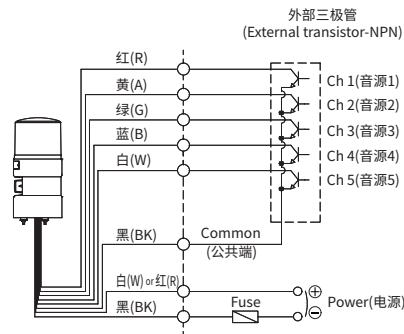 外部三极管
(External transistor-NPN)
红(R)
Ch 1(音源1)
黄(A)
Ch 2(音源2)
绿(G)
Ch 3(音源3)
蓝(B)
Ch 4(音源4)
白(W)
Ch 5(音源5)
黑(BK)
Common
(公共端)
白(W) or 红(R)
黑(BK)
Fuse
Power(电源)